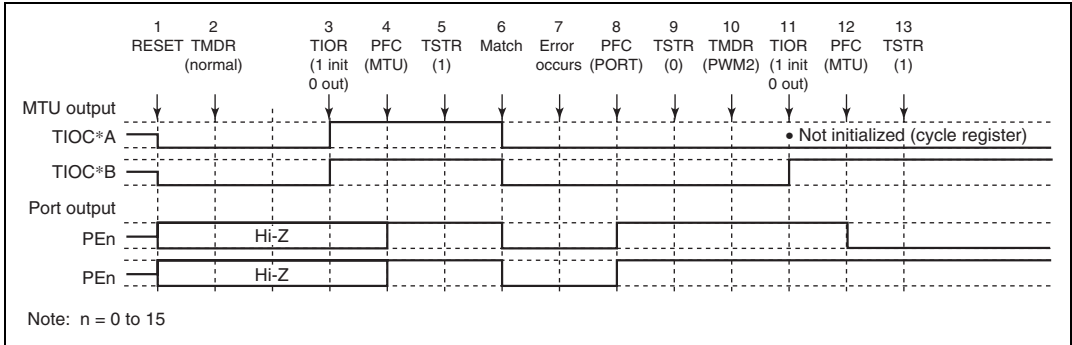 1 2 3 4 5 6 7 8 9 10 11 12 13
RESET TMDR TIOR PFC TSTR Match Error PFC TSTR TMDR TIOR PFC TSTR
(normal) (1 init (MTU) (1) occurs (PORT) (0) (PWM2) (1 init (MTU) (1)
0 out) 0 out)
MTU output
TIOC*A • Not initialized (cycle register)
TIOC*B
Port output
PEn Hi-Z
PEn Hi-Z
Note: n = 0 to 15